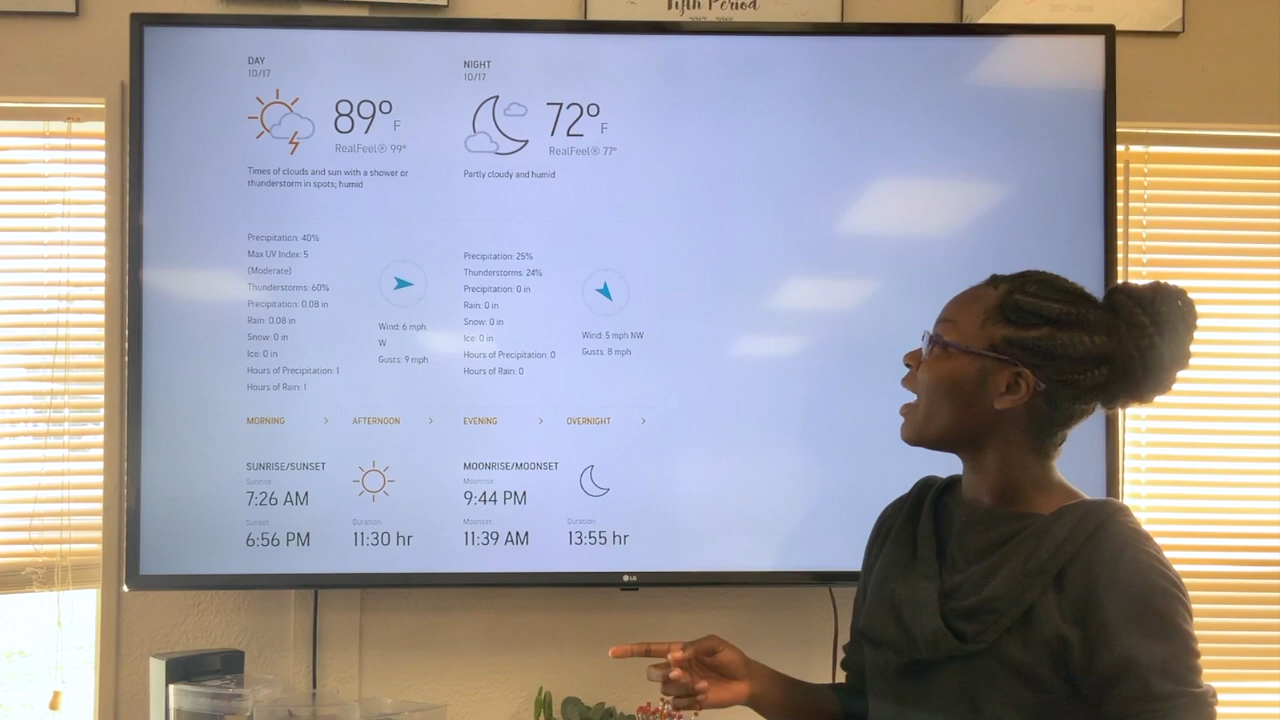 Fifth Period
DAY
10/17
89° F
RealFeel® 99°
Times of clouds and sun with a shower or
thunderstorm in spots; humid
NIGHT
10/17
72° F
RealFeel® 77°
Partly cloudy and humid
Precipitation: 40%
Max UV Index: 5
(Moderate)
Thunderstorms: 60%
Precipitation: 0.08 in
Rain: 0.08 in
Snow: 0 in
Ice: 0 in
Hours of Precipitation: 1
Hours of Rain: 1
Wind: 6 mph
W
Gusts: 9 mph
Precipitation: 25%
Thunderstorms: 24%
Precipitation: 0 in
Rain: 0 in
Snow: 0 in
Ice: 0 in
Hours of Precipitation: 0
Hours of Rain: 0
Wind: 5 mph NW
Gusts: 8 mph
MORNING > AFTERNOON > EVENING > OVERNIGHT >
SUNRISE/SUNSET
Sunrise:
7:26 AM
Sunset:
6:56 PM
Duration:
11:30 hr
MOONRISE/MOONSET
Moonrise:
9:44 PM
Moonset:
11:39 AM
Duration:
13:55 hr
LG